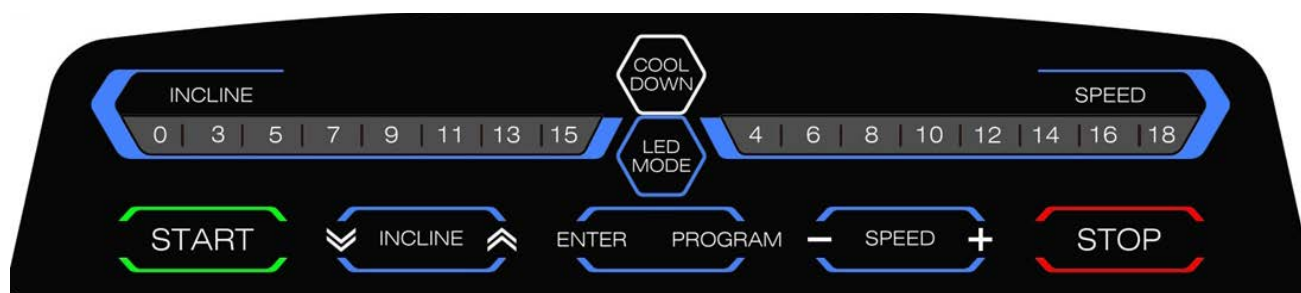 COOL
DOWN
INCLINE
SPEED
0 | 3 | 5 | 7 | 9 | 11 | 13 | 15
4 | 6 | 8 | 10 | 12 | 14 | 16 | 18
LED
MODE
START
INCLINE
ENTER PROGRAM
− SPEED +
STOP